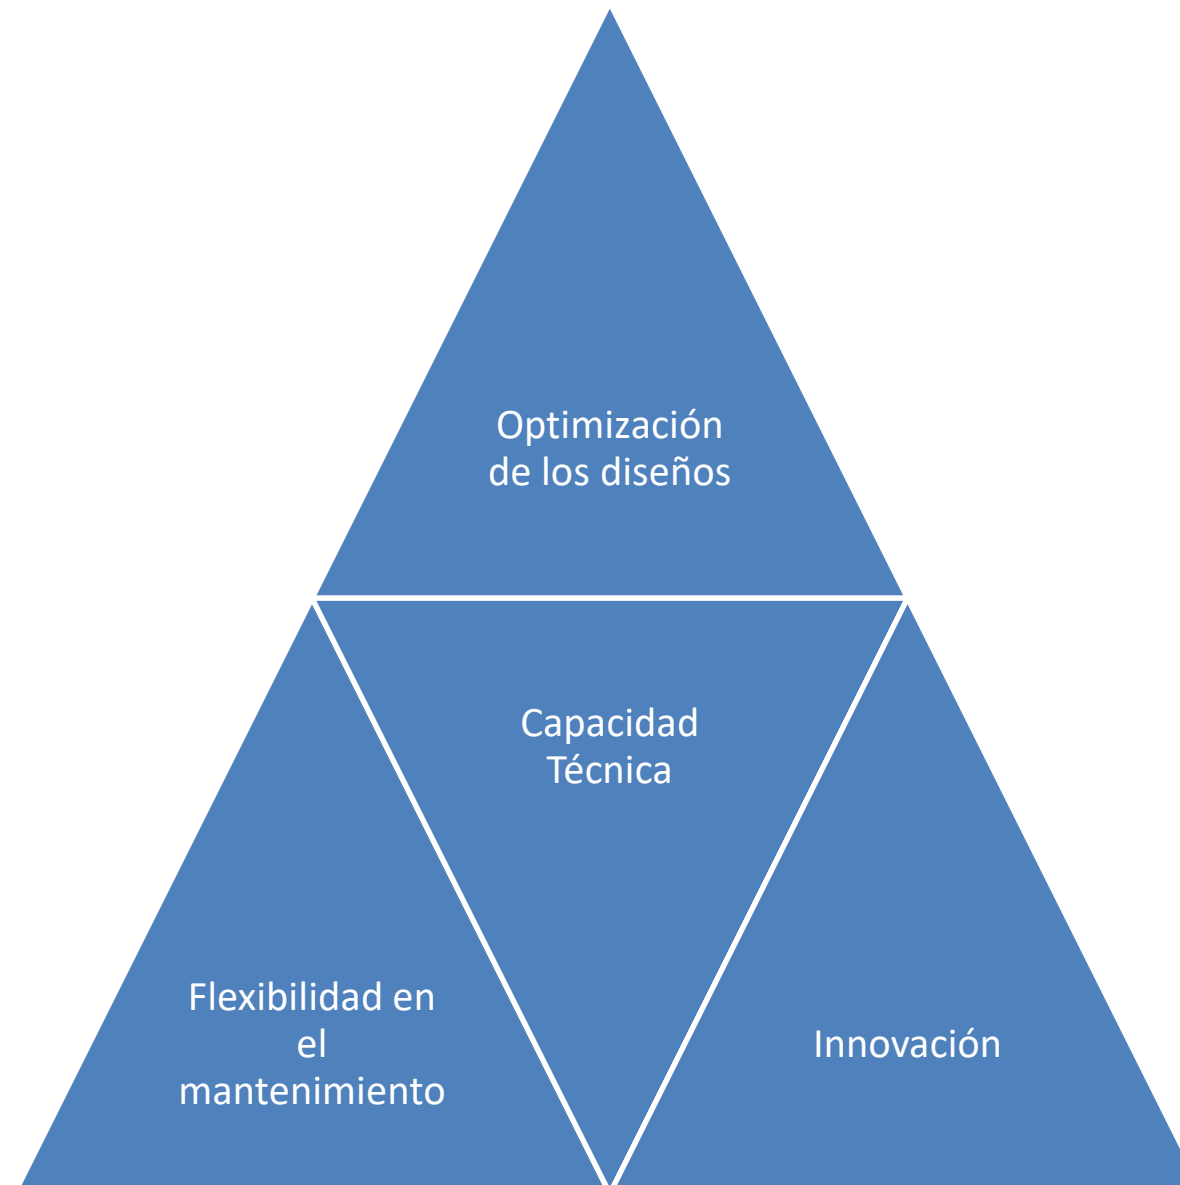 Optimización
de los diseños
Capacidad
Técnica
Flexibilidad en
el
mantenimiento
Innovación